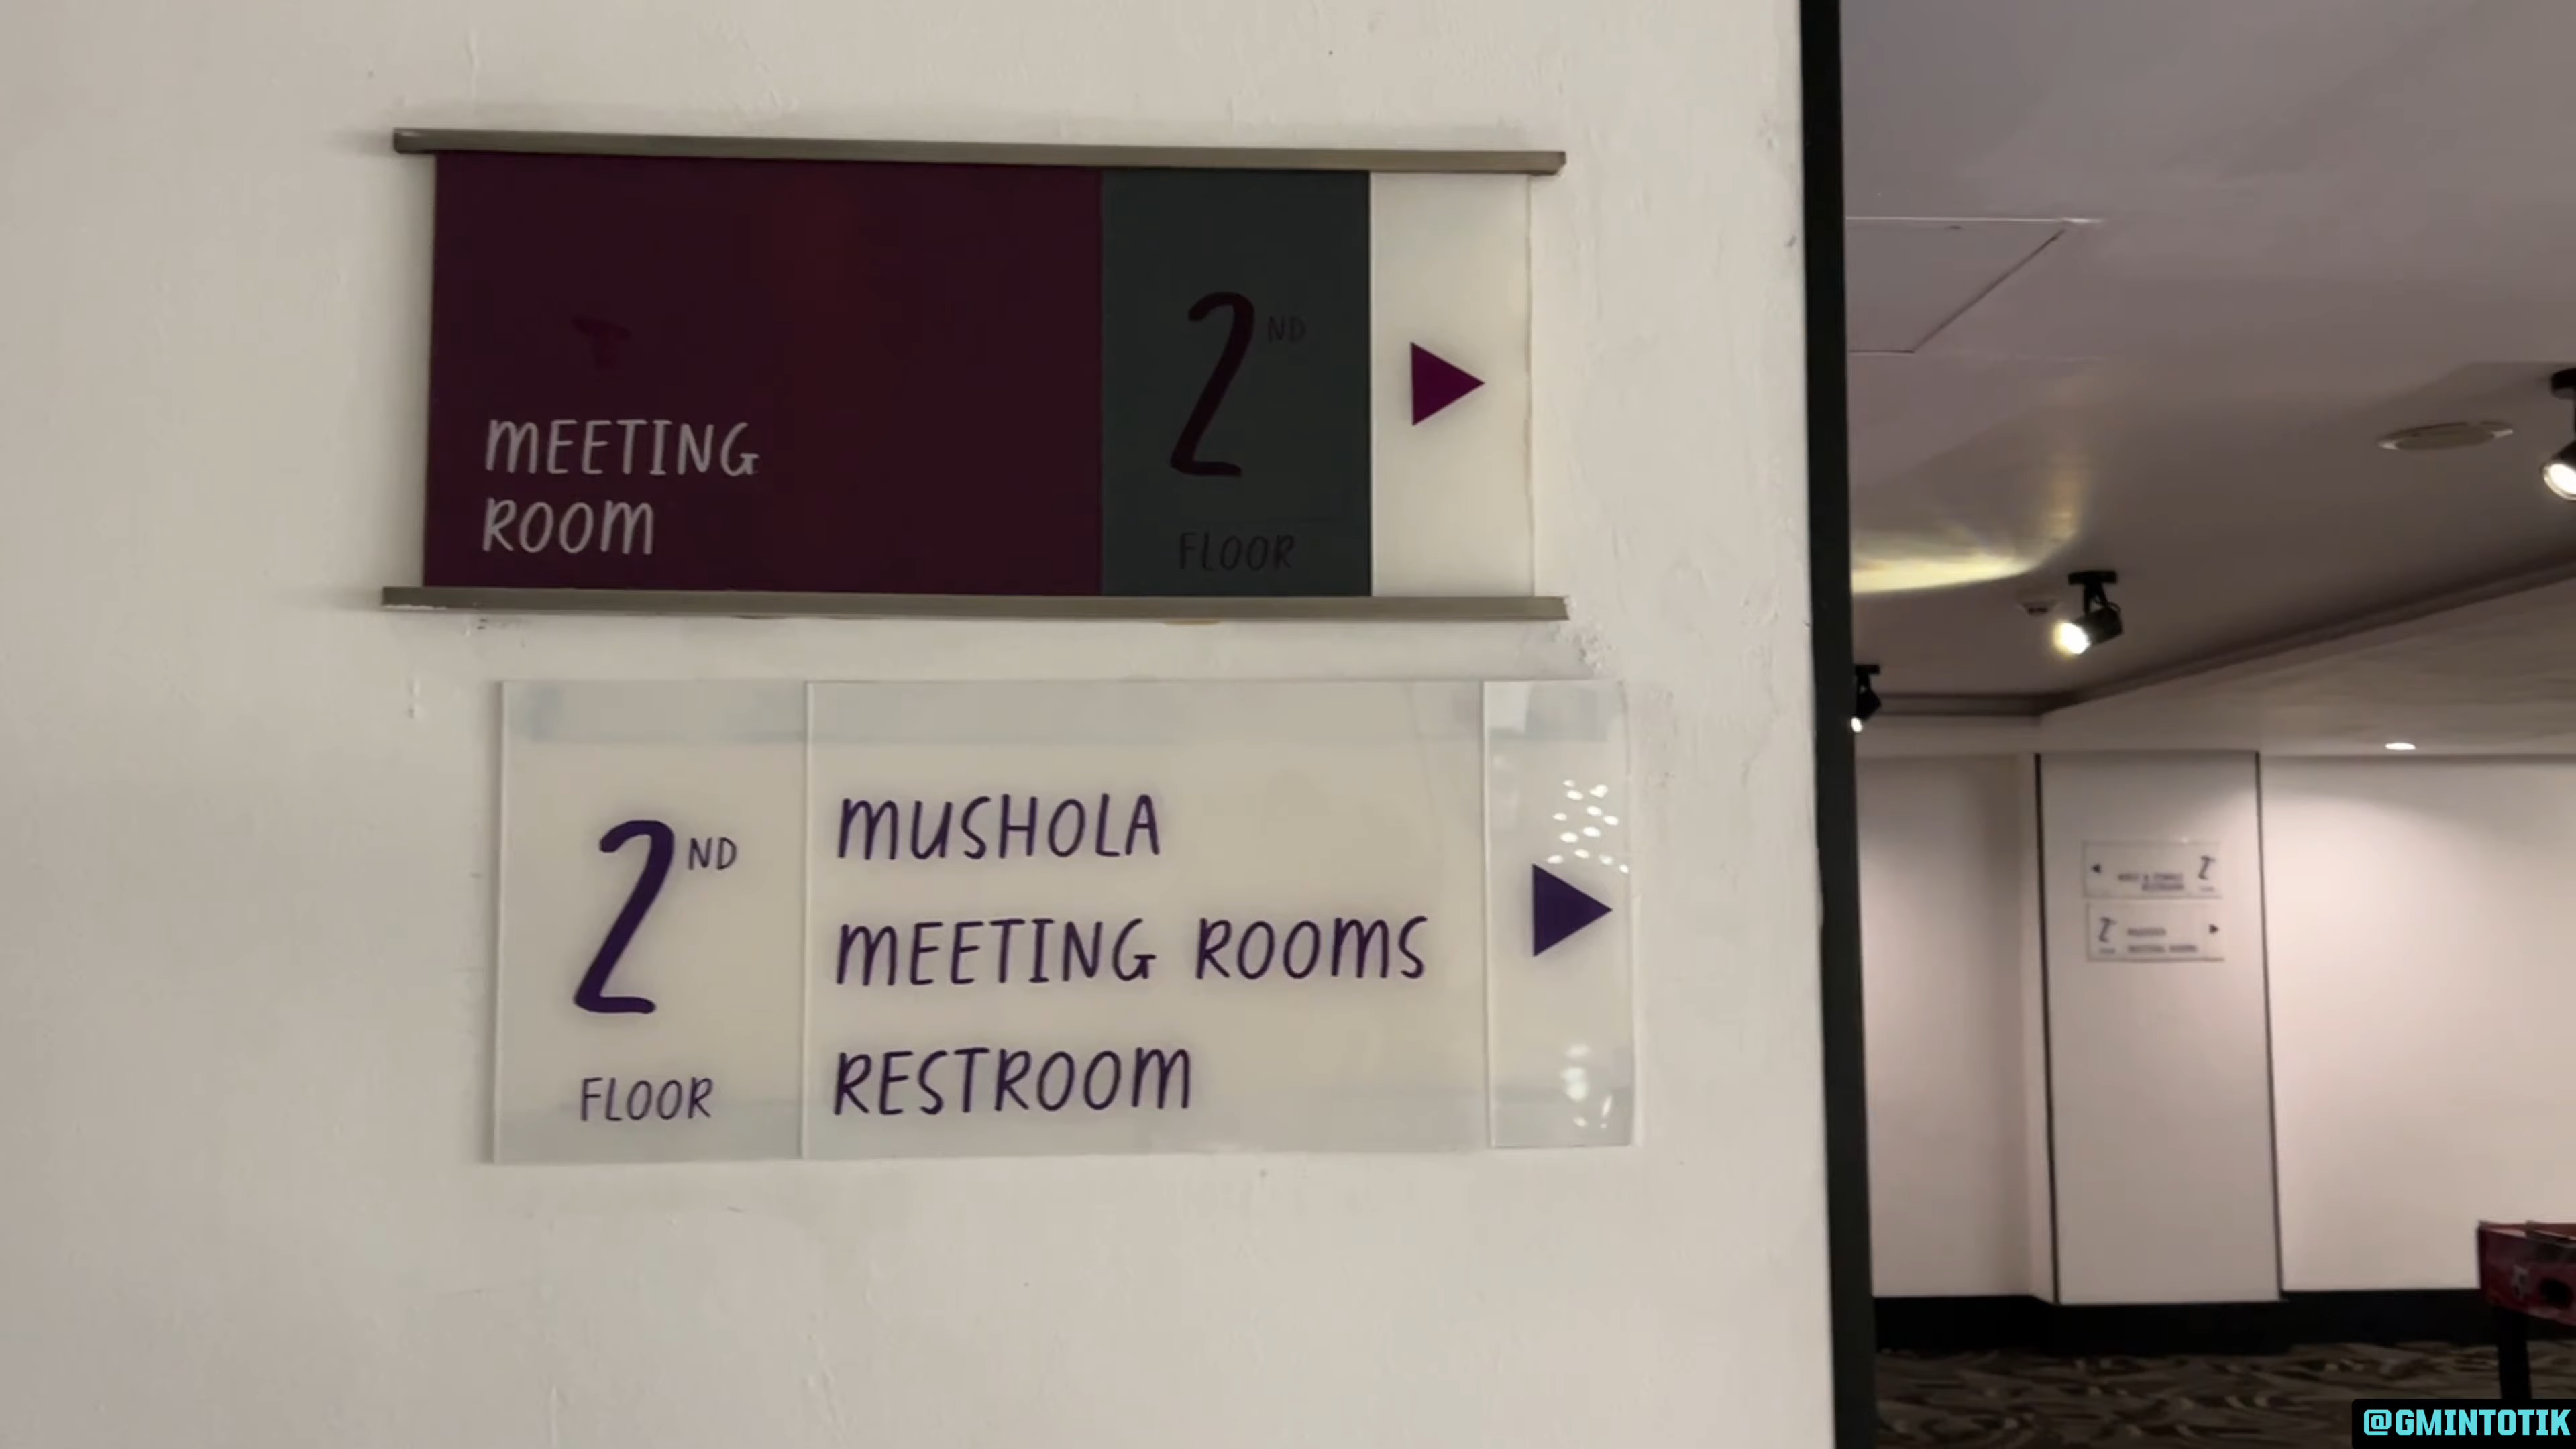 MEETING
ROOM
2ND
FLOOR
2ND
FLOOR
MUSHOLA
MEETING ROOMS
RESTROOM
@GMINTOTIK